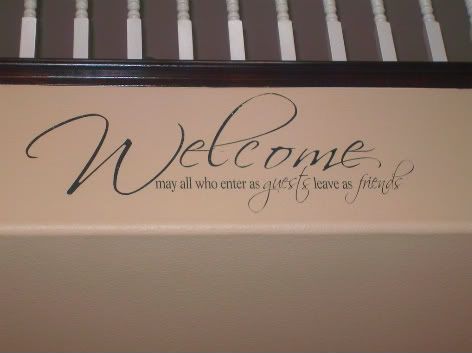 Welcome
may all who enter as guests leave as friends